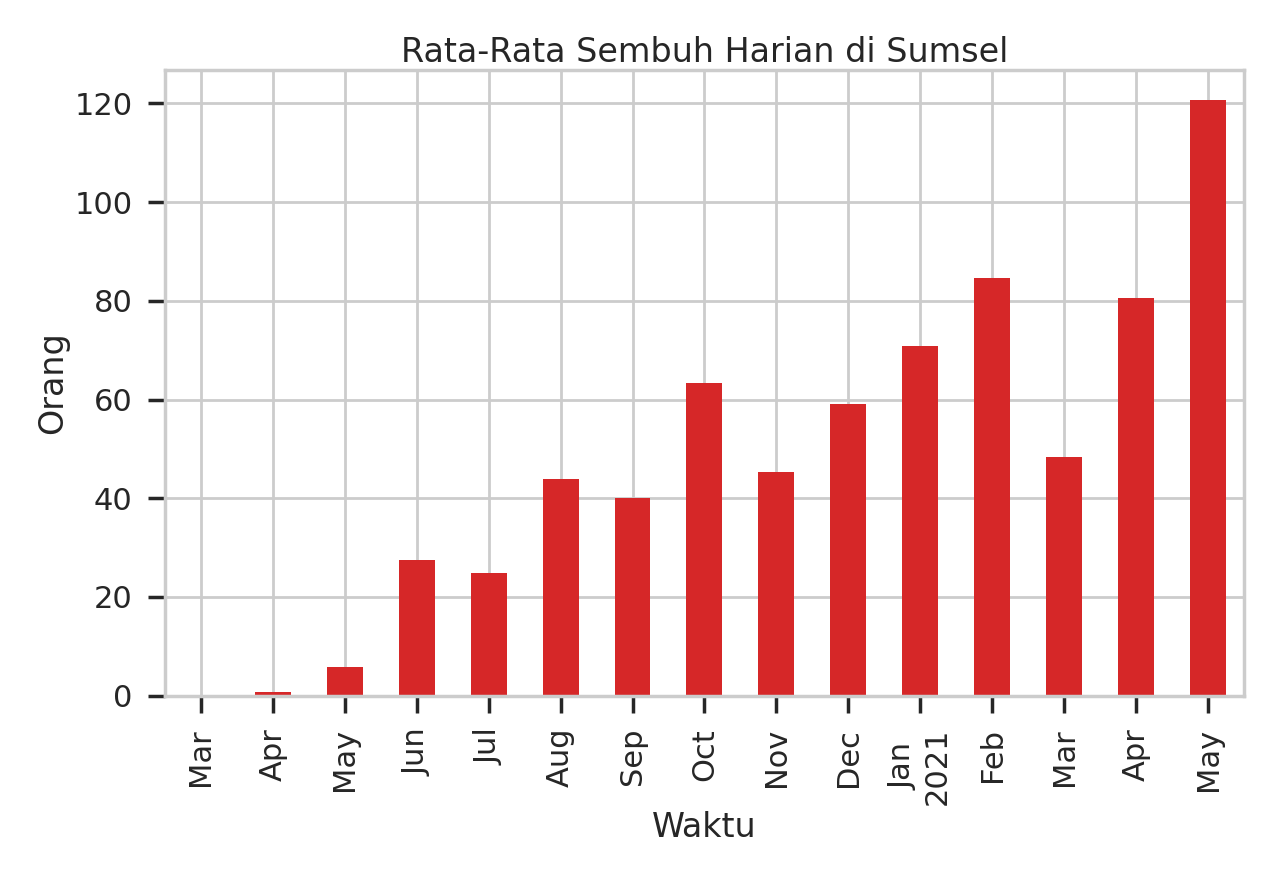 Rata-Rata Sembuh Harian di Sumsel
120
100
80
60
40
20
0
Orang
Mar
Apr
May
Jun
Jul
Aug
Sep
Oct
Nov
Dec
Jan
2021
Feb
Mar
Apr
May
Waktu